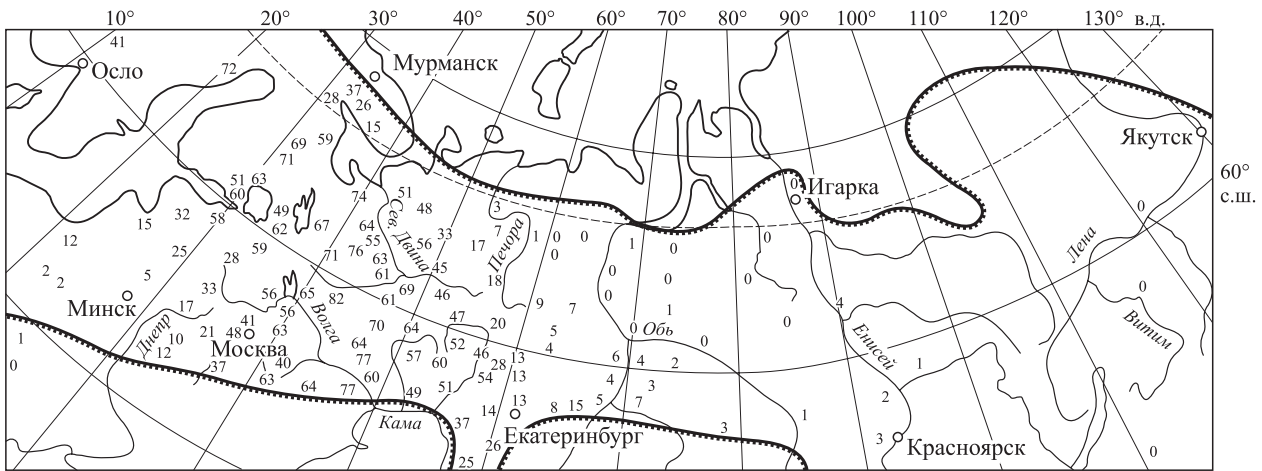 10° 20° 30° 40° 50° 60° 70° 80° 90° 100° 110° 120° 130° в.д.
41
Осло
72
Мурманск
37
28 26
15
69 59
71
Якутск
60°
с.ш.
51 63
60
74 51
0 Игарка
15 32 58 49
62 67
64 48
3
0
12
25 59 71 76 55
63 56 33 17 7
Сев. Двина
Печора
1 0 0
0
1 0 0
Лена
28
61 45 18
0 0 0
2 2 5
33 56 65 82 61 69 46
0
0
Минск
17 56 Волга
9 7 1 0
4
Днепр
21 48 41 63 70 64 47 20 5
0 Обь 0
Енисей
Витим
1 10
12
Москва 64 52 46 4
0 37 40 77 57 60 28 13
6 4 2
1
63 64 77 60 49 51 54 13
4 3
2
Кама
37 14 13 8 15 5 7
1
Екатеринбург
3
3 Красноярск
26
25
0